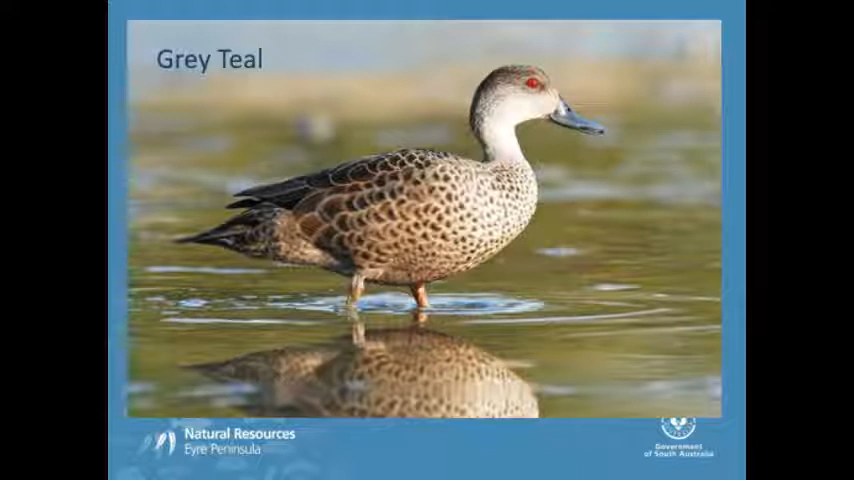 Grey Teal
Natural Resources
Eyre Peninsula
Government
of South Australia